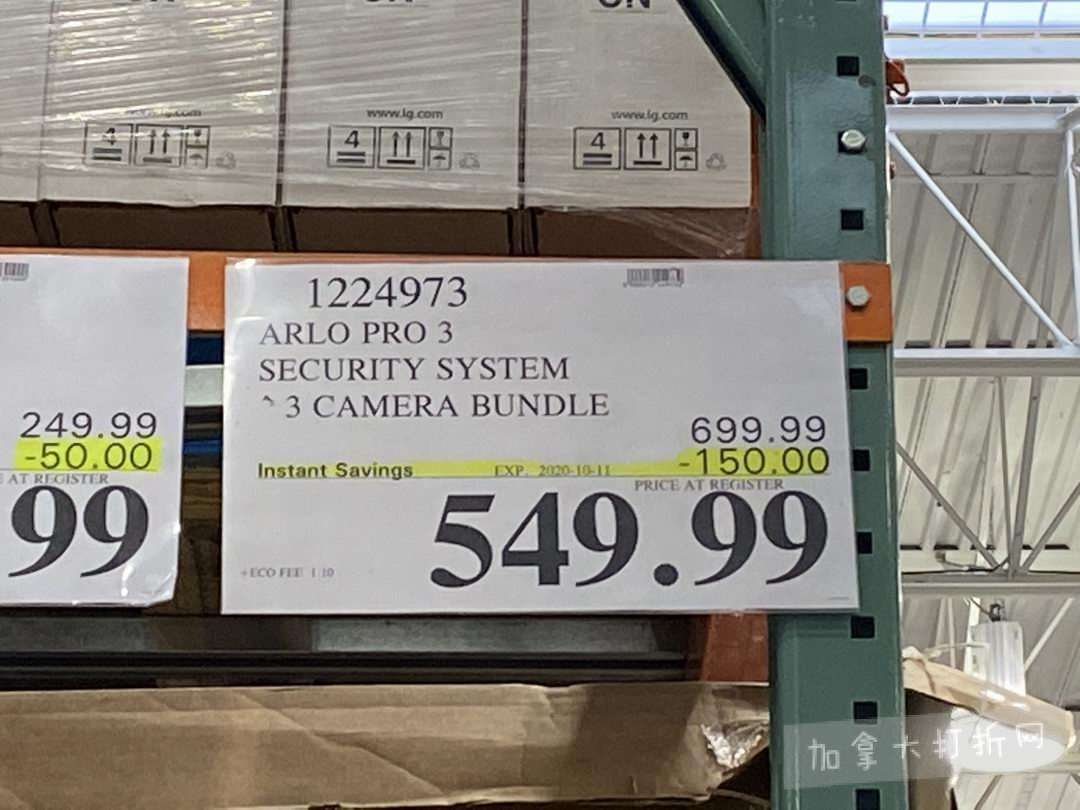 www.lg.com
www.lg.com
4
4
4
1224973
ARLO PRO 3
SECURITY SYSTEM
3 CAMERA BUNDLE
699.99
Instant Savings EXP. 2020-10-11 -150.00
PRICE AT REGISTER
549.99
+ECO FEE 1.10
249.99
-50.00
AT REGISTER
99
加拿大打折网